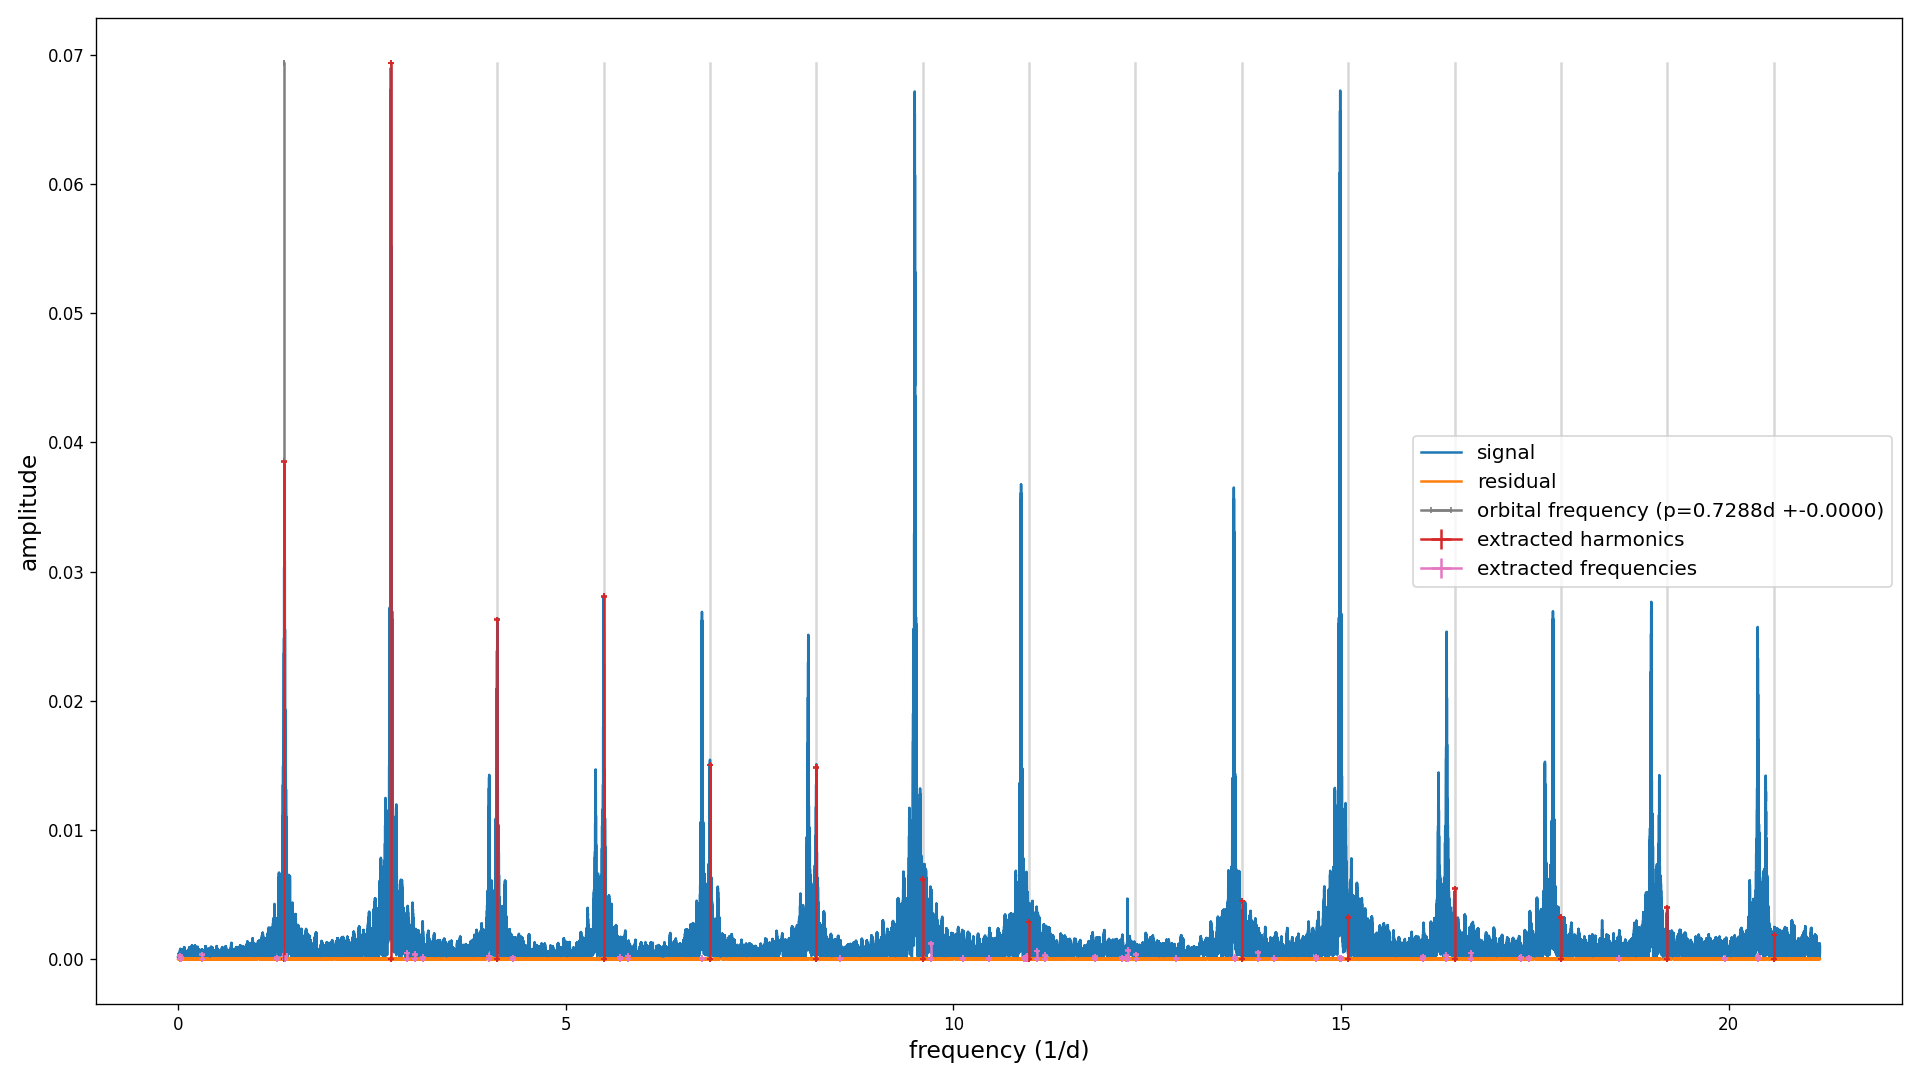 0.07
0.06
0.05
0.04
0.03
0.02
0.01
0.00
amplitude
signal
residual
orbital frequency (p=0.7288d +-0.0000)
extracted harmonics
extracted frequencies
0 5 10 15 20
frequency (1/d)